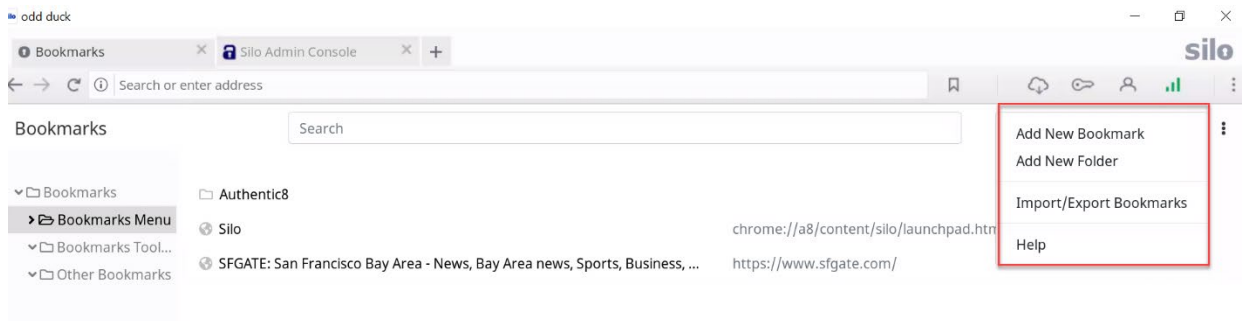 odd duck
Bookmarks
Silo Admin Console
silo
Search or enter address
Bookmarks
Search
Add New Bookmark
Add New Folder
Import/Export Bookmarks
Help
Bookmarks
Bookmarks Menu
Bookmarks Tool...
Other Bookmarks
Authentic8
Silo chrome://a8/content/silo/launchpad.htm
SFGATE: San Francisco Bay Area - News, Bay Area news, Sports, Business, ... https://www.sfgate.com/